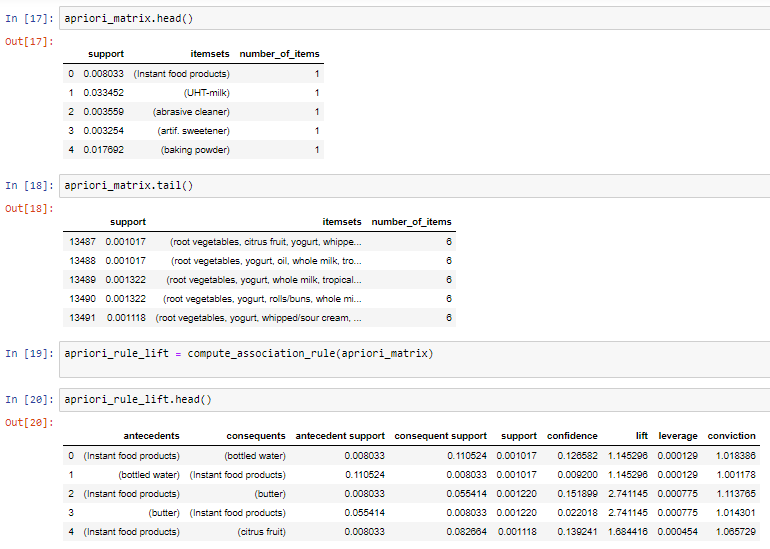 In [17]: apriori_matrix.head()
Out[17]:
support itemsets number_of_items
0 0.008033 (Instant food products) 1
1 0.033452 (UHT-milk) 1
2 0.003559 (abrasive cleaner) 1
3 0.003254 (artif. sweetener) 1
4 0.017692 (baking powder) 1
In [18]: apriori_matrix.tail()
Out[18]:
support itemsets number_of_items
13487 0.001017 (root vegetables, citrus fruit, yogurt, whippe... 6
13488 0.001017 (root vegetables, yogurt, oil, whole milk, tro... 6
13489 0.001322 (root vegetables, yogurt, whole milk, tropical... 6
13490 0.001322 (root vegetables, yogurt, rolls/buns, whole mi... 6
13491 0.001118 (root vegetables, yogurt, whipped/sour cream, ... 6
In [19]: apriori_rule_lift = compute_association_rule(apriori_matrix)
In [20]: apriori_rule_lift.head()
Out[20]:
antecedents consequents antecedent support consequent support support confidence lift leverage conviction
0 (Instant food products) (bottled water) 0.008033 0.110524 0.001017 0.126582 1.145296 0.000129 1.018386
1 (bottled water) (Instant food products) 0.110524 0.008033 0.001017 0.009200 1.145296 0.000129 1.001178
2 (Instant food products) (butter) 0.008033 0.055414 0.001220 0.151899 2.741145 0.000775 1.113765
3 (butter) (Instant food products) 0.055414 0.008033 0.001220 0.022018 2.741145 0.000775 1.014301
4 (Instant food products) (citrus fruit) 0.008033 0.082664 0.001118 0.139241 1.684416 0.000454 1.065729